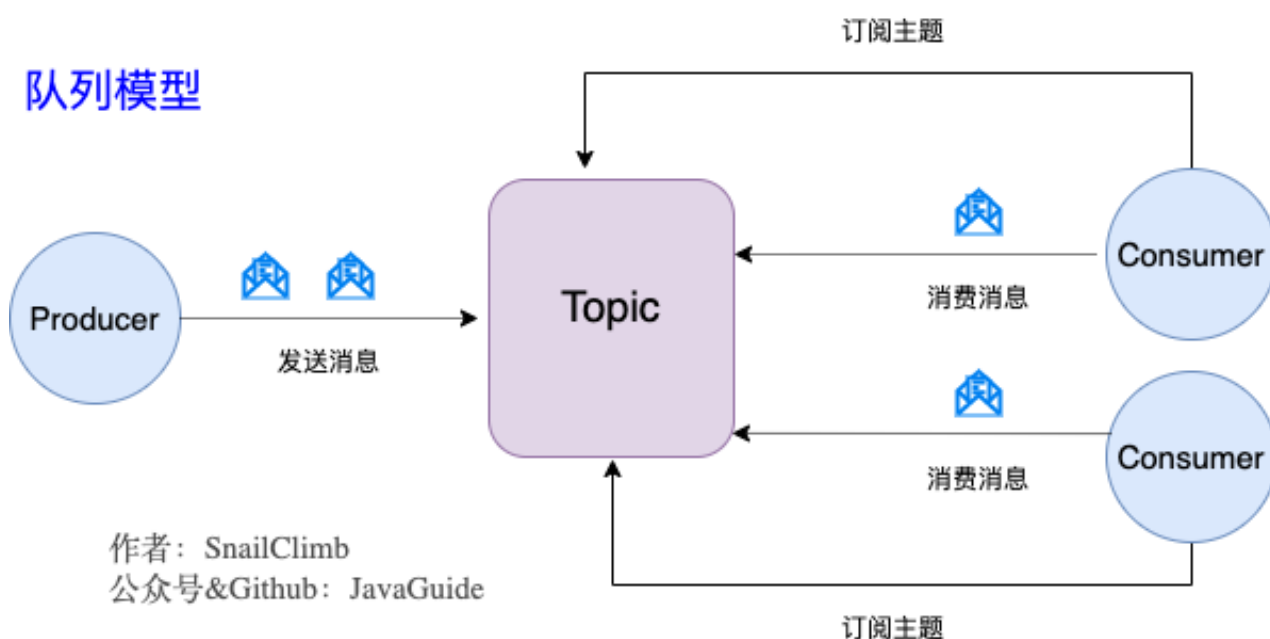 订阅主题
队列模型
Producer
发送消息
Topic
Consumer
消费消息
Consumer
消费消息
作者：SnailClimb
公众号&Github：JavaGuide
订阅主题